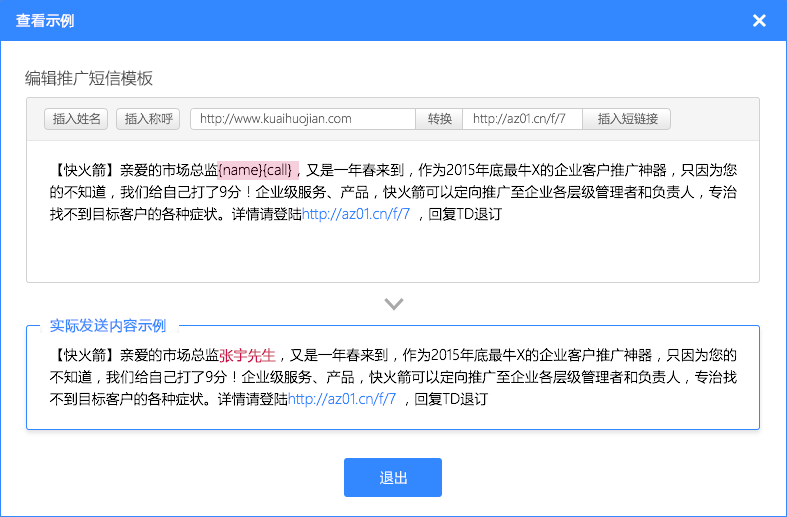 查看示例
编辑推广短信模板
插入姓名 插入称呼 http://www.kuaihuojian.com 转换 http://az01.cn/f/7 插入短链接
【快火箭】亲爱的市场总监{name}{call}，又是一年春来到，作为2015年底最牛X的企业客户推广神器，只因为您
的不知道，我们给自己打了9分！企业级服务、产品，快火箭可以定向推广至企业各层级管理者和负责人，专治
找不到目标客户的各种症状。详情请登陆http://az01.cn/f/7 ，回复TD退订
实际发送内容示例
【快火箭】亲爱的市场总监张宇先生，又是一年春来到，作为2015年底最牛X的企业客户推广神器，只因为您的
不知道，我们给自己打了9分！企业级服务、产品，快火箭可以定向推广至企业各层级管理者和负责人，专治找
不到目标客户的各种症状。详情请登陆http://az01.cn/f/7 ，回复TD退订
退出